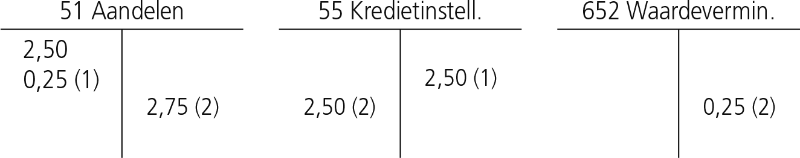 51 Aandelen 55 Kredietinstell. 652 Waardevermin.
2,50
0,25 (1) 2,50 (1)
2,75 (2) 2,50 (2) 0,25 (2)